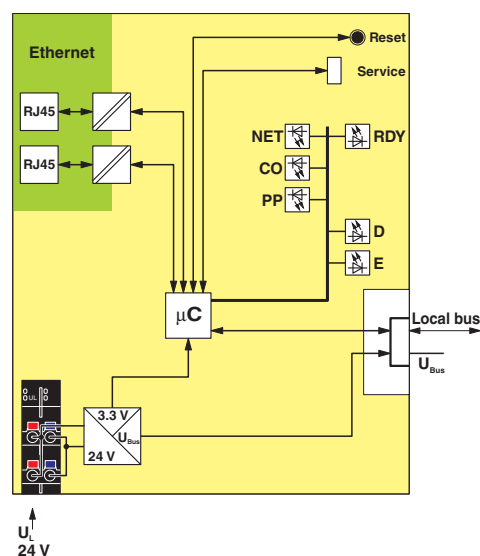 Ethernet
Reset
Service
RJ45
RJ45
NET
RDY
CO
PP
D
E
µC
Local bus
UBus
UL
3.3 V
UBus
24 V
UL
24 V